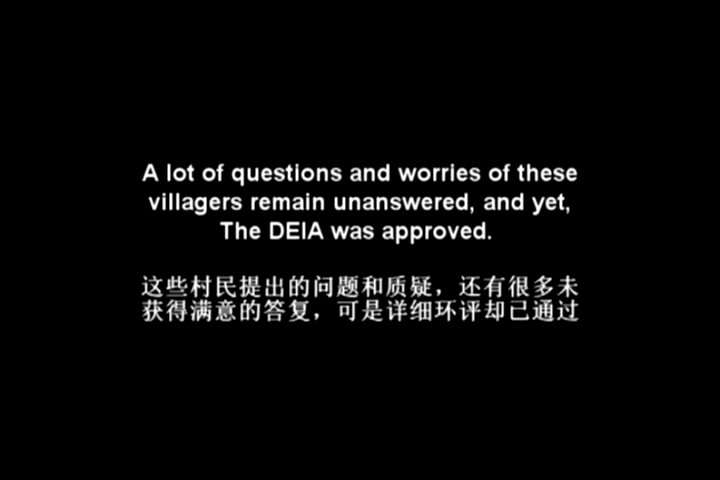 A lot of questions and worries of these
villagers remain unanswered, and yet,
The DEIA was approved.
这些村民提出的问题和质疑，还有很多未
获得满意的答复，可是详细环评却已通过